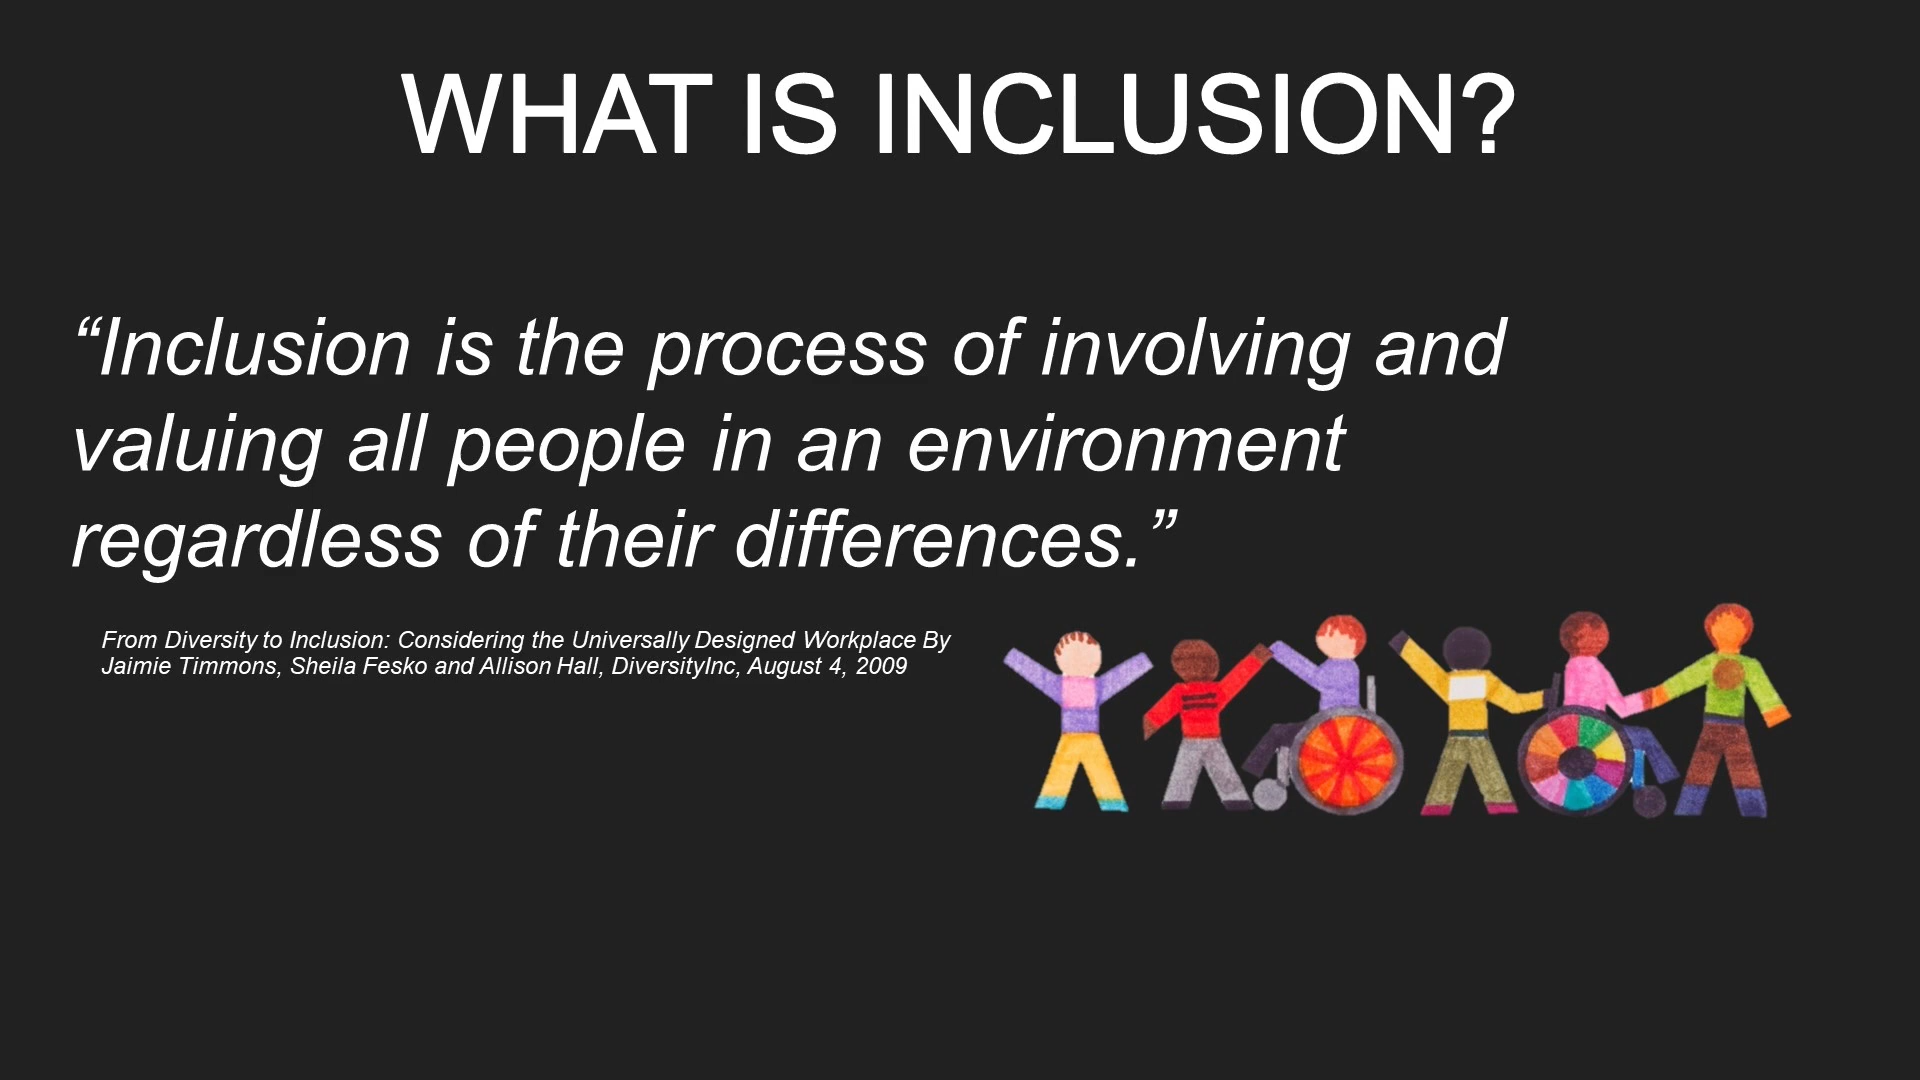 WHAT IS INCLUSION?
“Inclusion is the process of involving and
valuing all people in an environment
regardless of their differences.”
From Diversity to Inclusion: Considering the Universally Designed Workplace By
Jaimie Timmons, Sheila Fesko and Allison Hall, DiversityInc, August 4, 2009